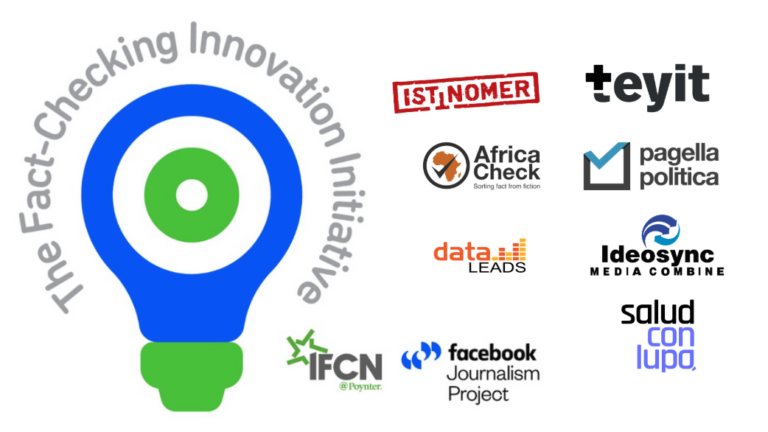 The Fact-Checking Innovation Initiative
ISTINOMER
teyit
Africa
Check
Sorting fact from fiction
pagella
politica
data
LEADS
Ideosync
MEDIA COMBINE
salud
con
lupa
IFCN
@Poynter.
facebook
Journalism
Project